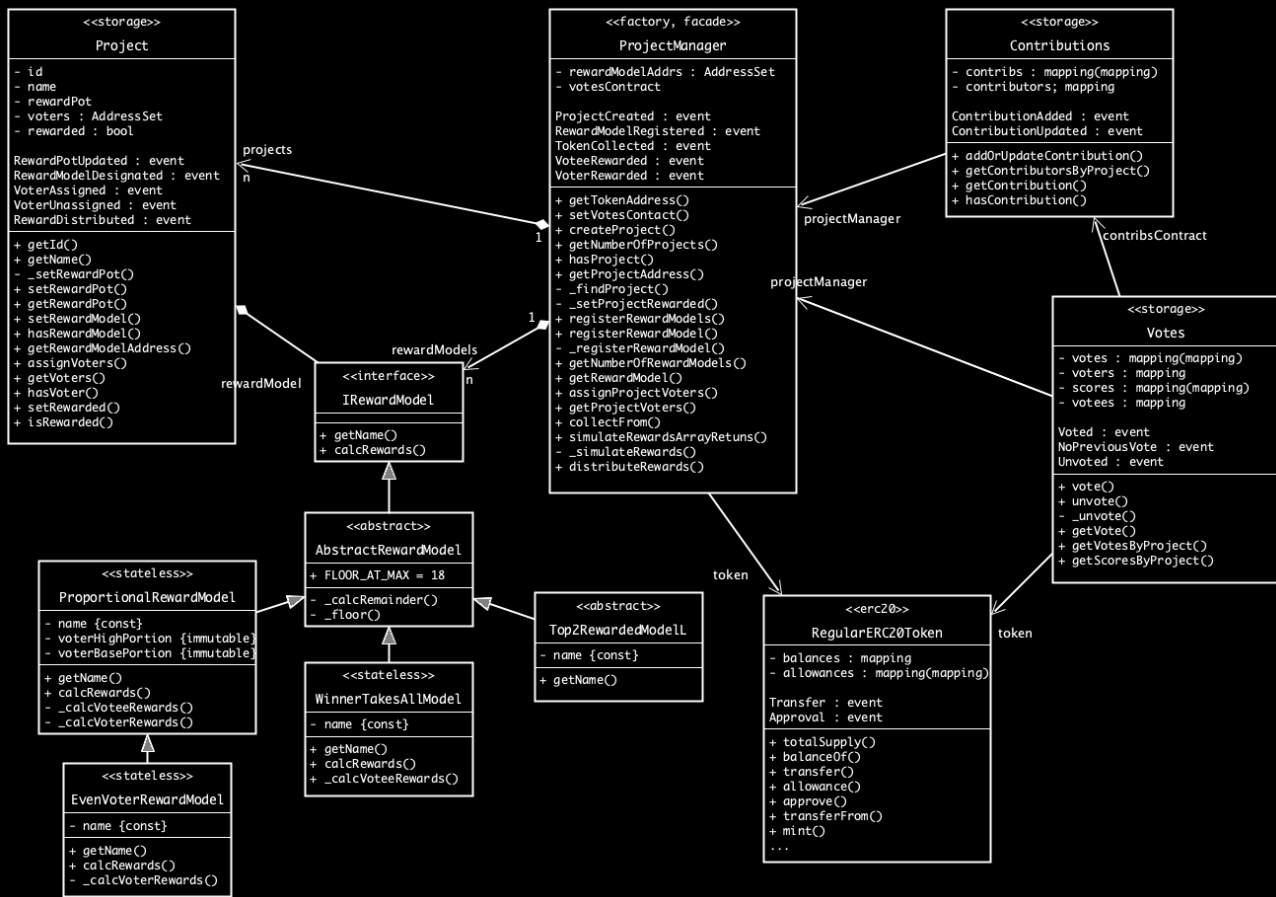 <<storage>>
Project
- id
- name
- rewardPot
- voters : AddressSet
- rewarded : bool
RewardPotUpdated : event
RewardModelDesignated : event
VoterAssigned : event
VoterUnassigned : event
RewardDistributed : event
+ getId()
+ getName()
- _setRewardPot()
+ setRewardPot()
+ getRewardPot()
+ setRewardModel()
+ hasRewardModel()
+ getRewardModelAddress()
+ assignVoters()
+ getVoters()
+ hasVoter()
+ setRewarded()
+ isRewarded()
projects
n
1
<<factory, facade>>
ProjectManager
- rewardModelAddrs : AddressSet
- votesContract
ProjectCreated : event
RewardModelRegistered : event
TokenCollected : event
VoteeRewarded : event
VoterRewarded : event
+ getTokenAddress()
+ setVotesContact()
+ createProject()
+ getNumberOfProjects()
+ hasProject()
+ getProjectAddress()
- _findProject()
- _setProjectRewarded()
+ registerRewardModels()
+ registerRewardModel()
- _registerRewardModel()
+ getNumberOfRewardModels()
+ getRewardModel()
+ assignProjectVoters()
+ getProjectVoters()
+ collectFrom()
+ simulateRewardsArrayRetuns()
- _simulateRewards()
+ distributeRewards()
<<storage>>
Contributions
- contribs : mapping(mapping)
- contributors; mapping
ContributionAdded : event
ContributionUpdated : event
+ addOrUpdateContribution()
+ getContributorsByProject()
+ getContribution()
+ hasContribution()
projectManager
contribsContract
projectManager
<<storage>>
Votes
- votes : mapping(mapping)
- voters : mapping
- scores : mapping(mapping)
- votees : mapping
Voted : event
NoPreviousVote : event
Unvoted : event
+ vote()
+ unvote()
- _unvote()
+ getVote()
+ getVotesByProject()
+ getScoresByProject()
1
rewardModels
n
rewardModel
<<interface>>
IRewardModel
+ getName()
+ calcRewards()
<<abstract>>
AbstractRewardModel
+ FLOOR_AT_MAX = 18
- _calcRemainder()
- _floor()
<<stateless>>
ProportionalRewardModel
- name {const}
- voterHighPortion {immutable}
- voterBasePortion {immutable}
+ getName()
+ calcRewards()
- _calcVoteeRewards()
- _calcVoterRewards()
<<stateless>>
WinnerTakesAllModel
- name {const}
+ getName()
+ calcRewards()
+ _calcVoteeRewards()
<<abstract>>
Top2RewardedModelL
- name {const}
+ getName()
<<stateless>>
EvenVoterRewardModel
- name {const}
+ getName()
+ calcRewards()
- _calcVoterRewards()
token
token
<<erc20>>
RegularERC20Token
- balances : mapping
- allowances : mapping(mapping)
Transfer : event
Approval : event
+ totalSupply()
+ balanceOf()
+ transfer()
+ allowance()
+ approve()
+ transferFrom()
+ mint()
...